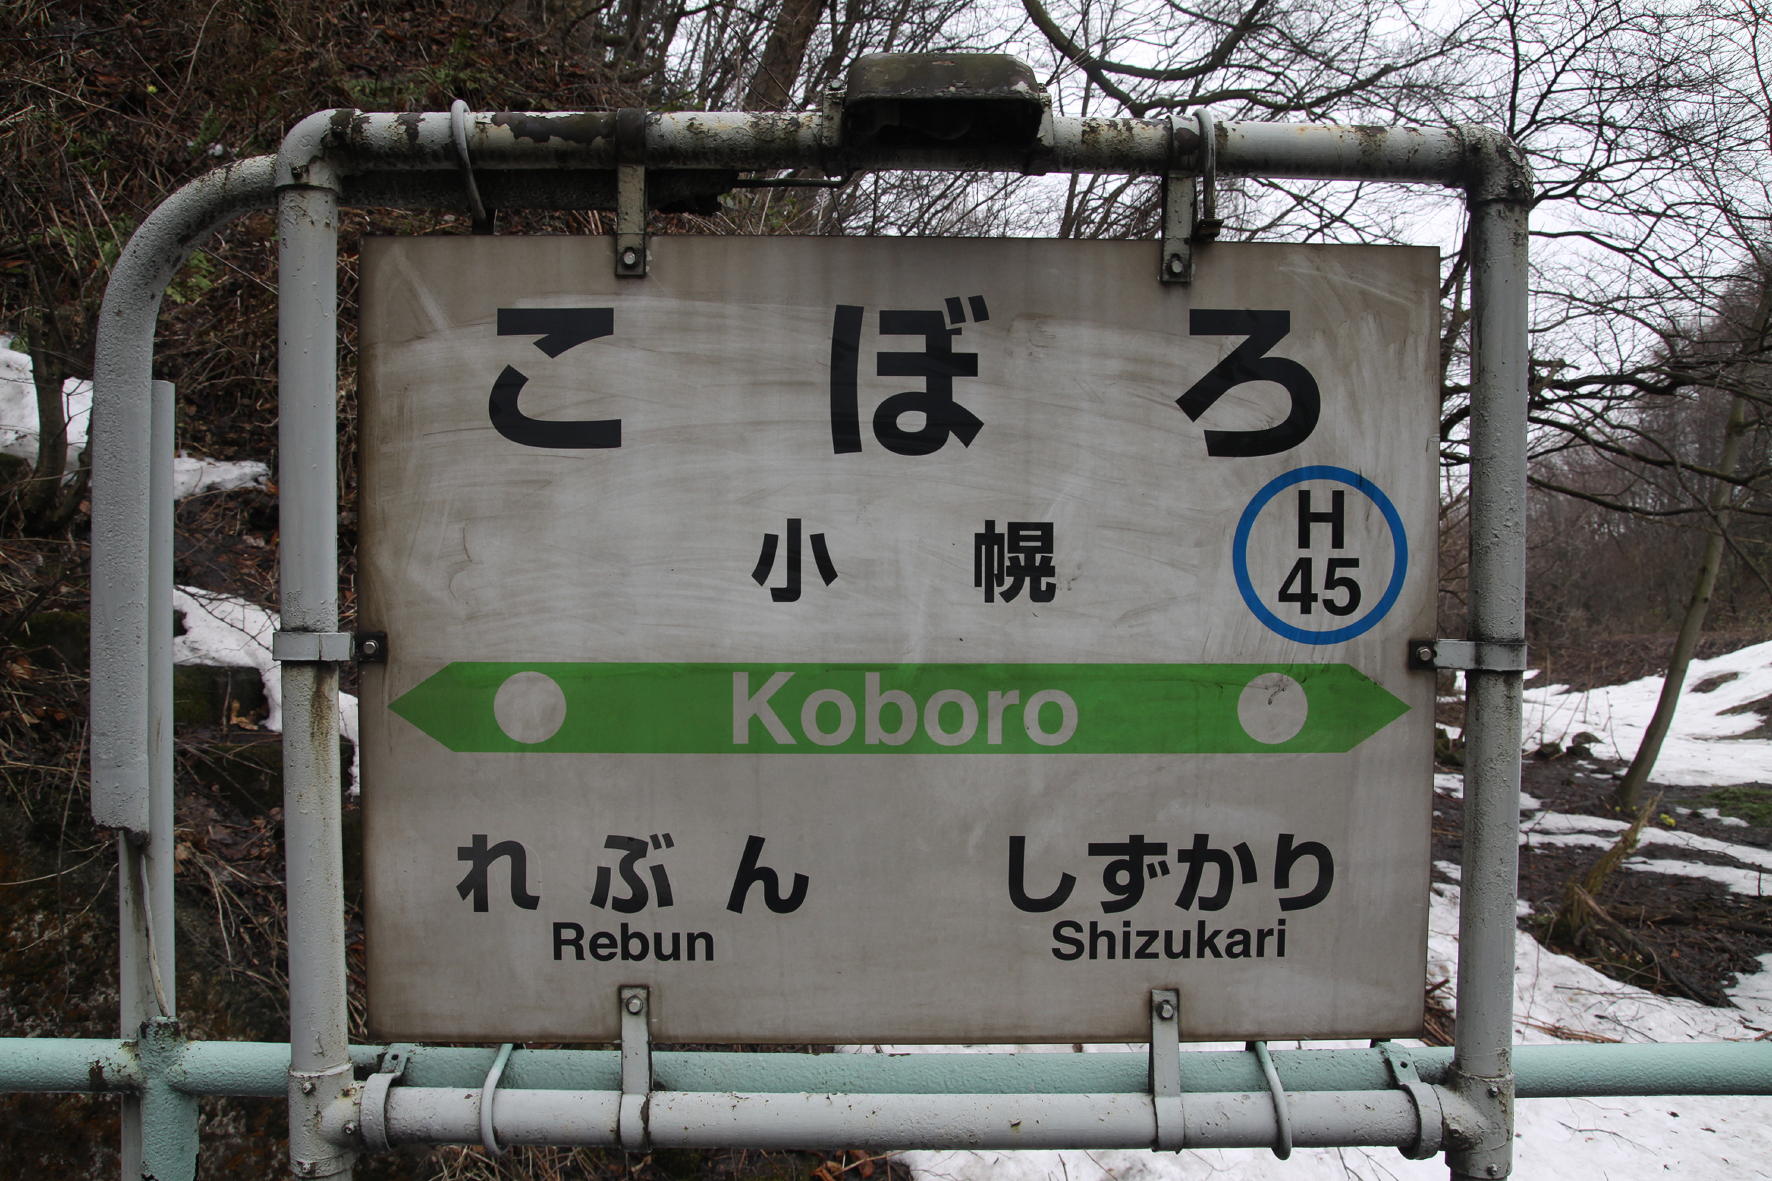 こぼろ
小幌
H
45
Koboro
れぶん しずかり
Rebun Shizukari